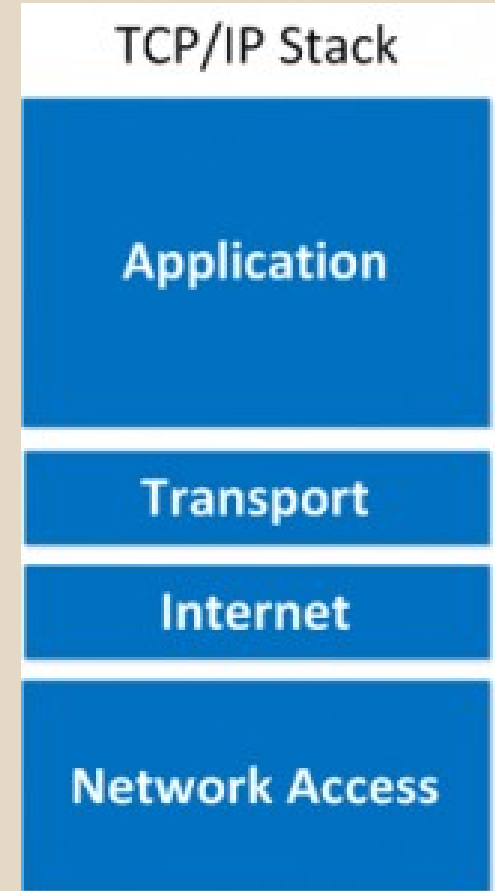 TCP/IP Stack
Application
Transport
Internet
Network Access